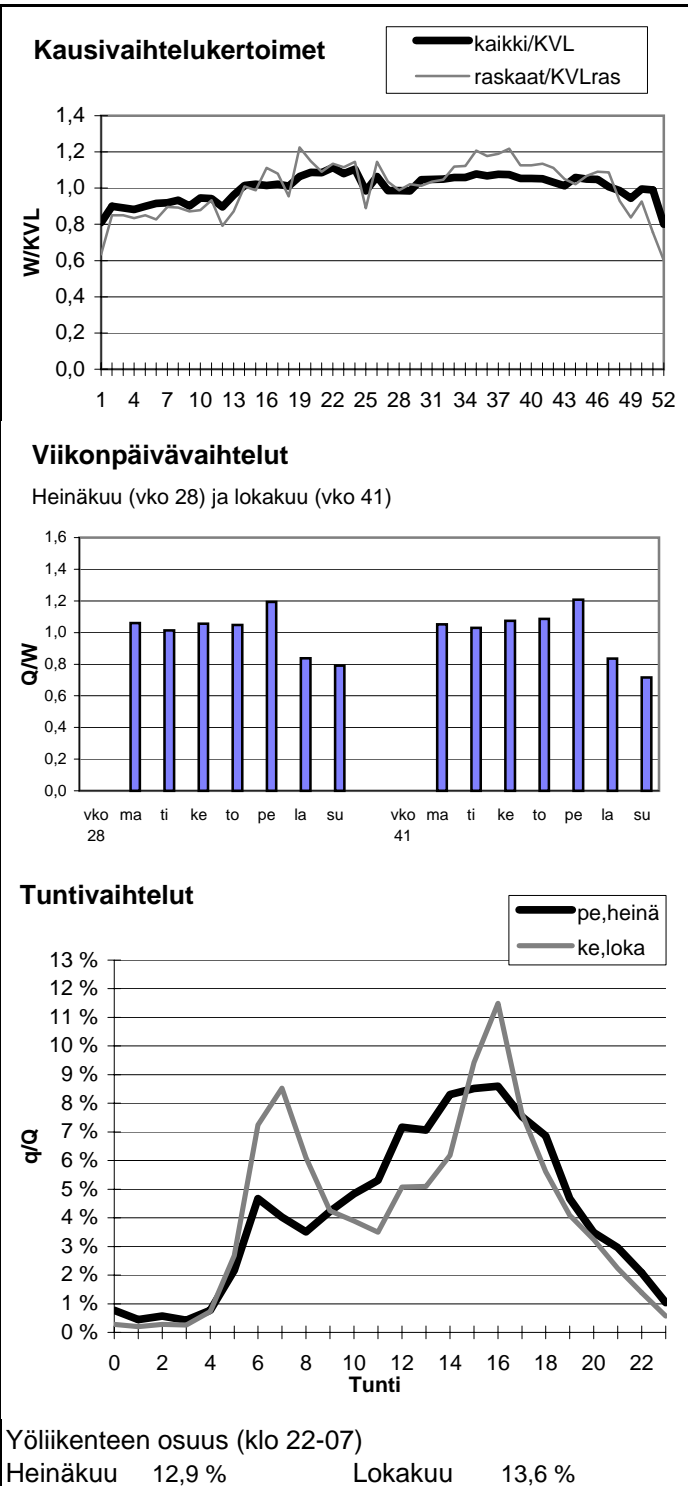 Kausivaihtelukertoimet
kaikki/KVL
raskaat/KVLras
1,4
1,2
1,0
0,8
0,6
0,4
0,2
0,0
W/KVL
1 4 7 10 13 16 19 22 25 28 31 34 37 40 43 46 49 52
Viikonpäivävaihtelut
Heinäkuu (vko 28) ja lokakuu (vko 41)
1,6
1,4
1,2
1,0
0,8
0,6
0,4
0,2
0,0
Q/W
vko ma ti ke to pe la su vko ma ti ke to pe la su
28 41
Tuntivaihtelut
pe,heinä
ke,loka
13 %
12 %
11 %
10 %
9 %
8 %
7 %
6 %
5 %
4 %
3 %
2 %
1 %
0 %
q/Q
0 2 4 6 8 10 12 14 16 18 20 22
Tunti
Yöliikenteen osuus (klo 22-07)
Heinäkuu 12,9 % Lokakuu 13,6 %